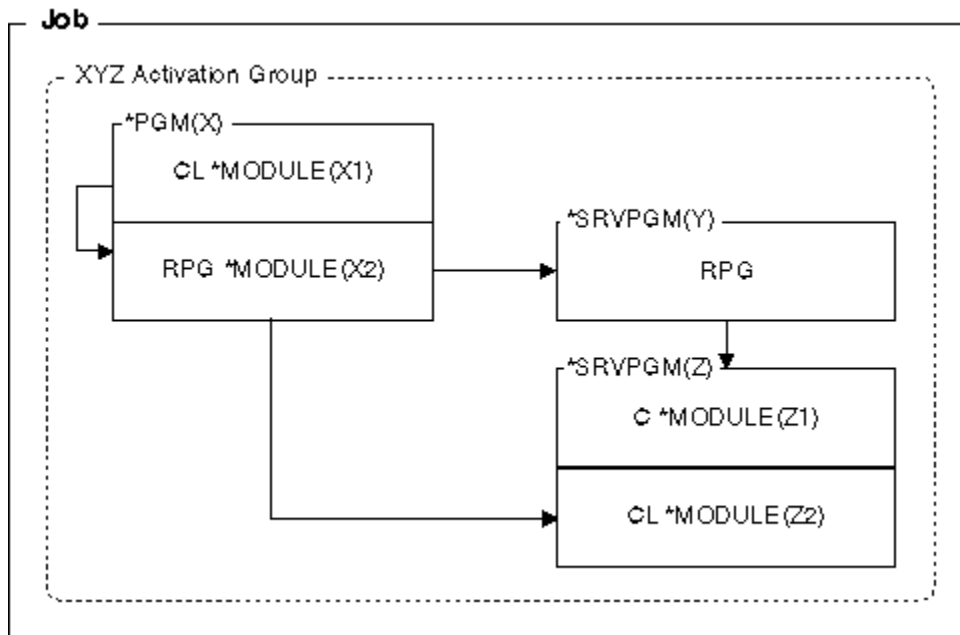 Job
XYZ Activation Group
*PGM(X)
CL *MODULE(X1)
RPG *MODULE(X2)
*SRVPGM(Y)
RPG
*SRVPGM(Z)
C *MODULE(Z1)
CL *MODULE(Z2)